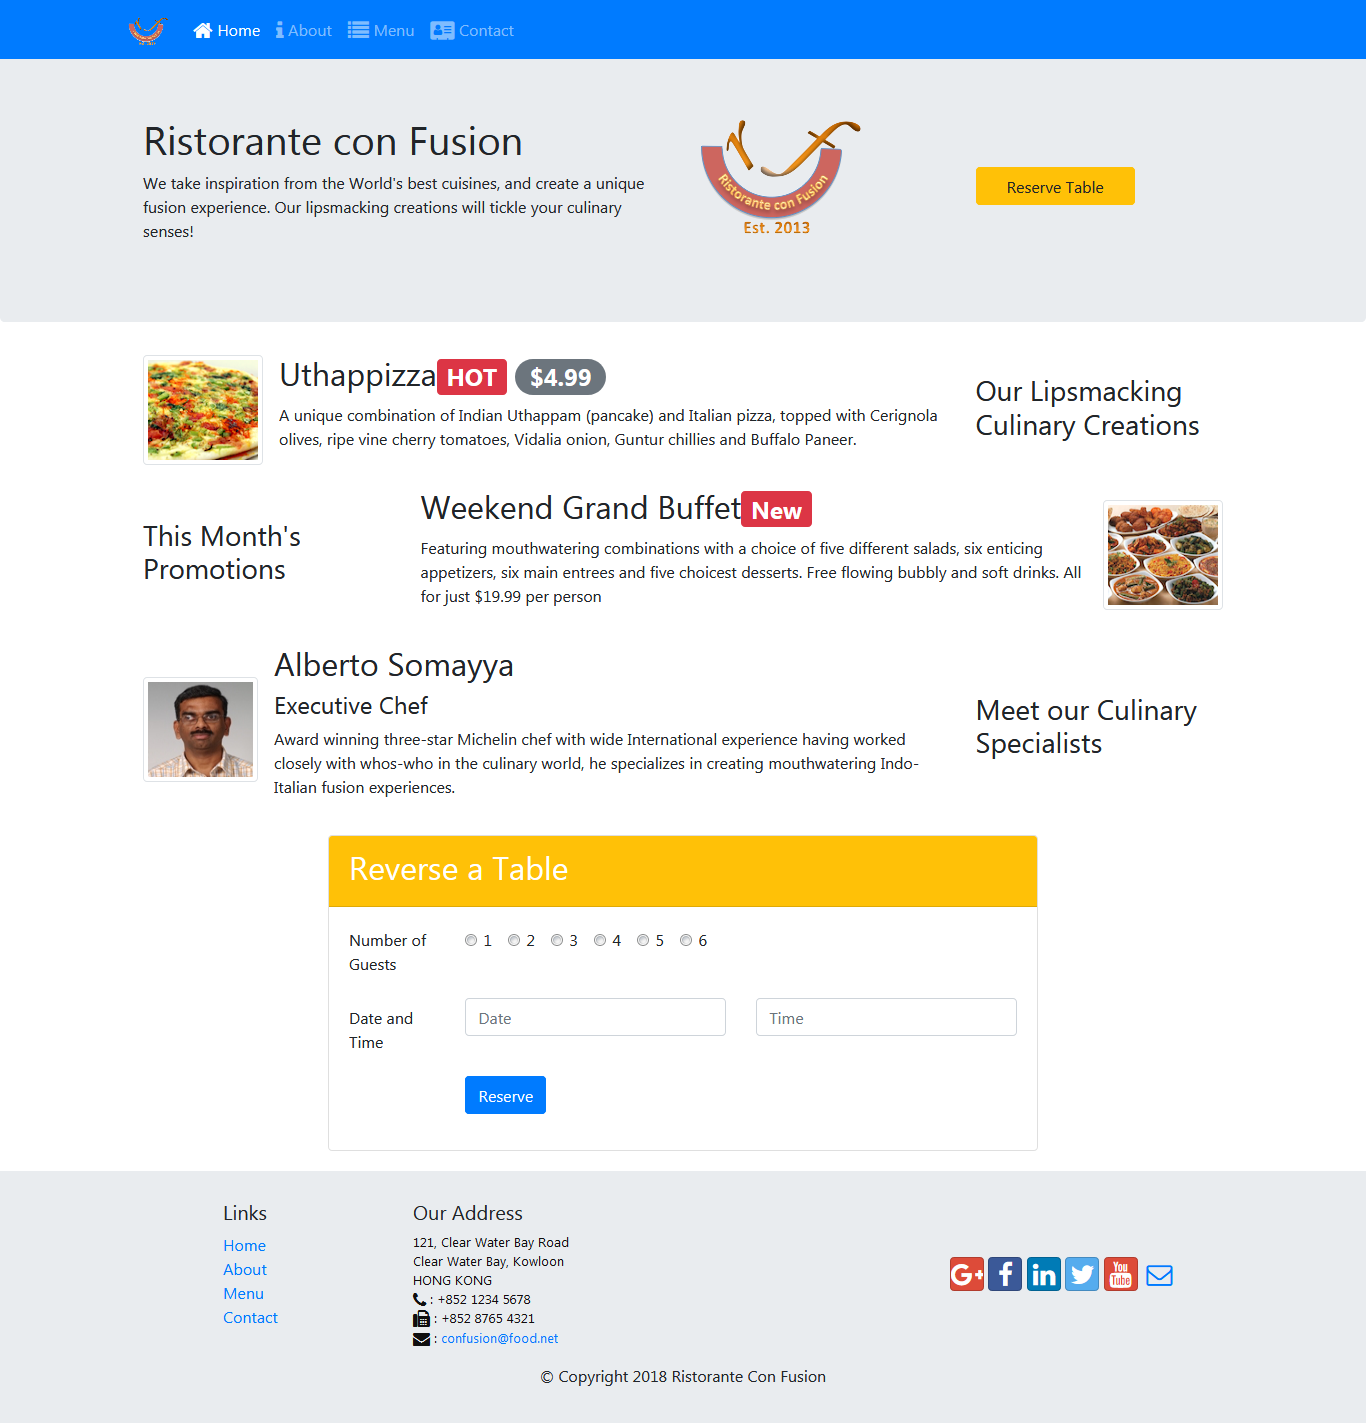 Home About Menu Contact
Ristorante con Fusion
We take inspiration from the World's best cuisines, and create a unique
fusion experience. Our lipsmacking creations will tickle your culinary
senses!
Ristorante con Fusion
Est. 2013
Reserve Table
Uthappizza HOT $4.99
A unique combination of Indian Uthappam (pancake) and Italian pizza, topped with Cerignola
olives, ripe vine cherry tomatoes, Vidalia onion, Guntur chillies and Buffalo Paneer.
Our Lipsmacking
Culinary Creations
This Month's
Promotions
Weekend Grand Buffet New
Featuring mouthwatering combinations with a choice of five different salads, six enticing
appetizers, six main entrees and five choicest desserts. Free flowing bubbly and soft drinks. All
for just $19.99 per person
Alberto Somayya
Executive Chef
Award winning three-star Michelin chef with wide International experience having worked
closely with whos-who in the culinary world, he specializes in creating mouthwatering Indo-
Italian fusion experiences.
Meet our Culinary
Specialists
Reverse a Table
Number of
Guests
1 2 3 4 5 6
Date and
Time
Date
Time
Reserve
Links
Home
About
Menu
Contact
Our Address
121, Clear Water Bay Road
Clear Water Bay, Kowloon
HONG KONG
: +852 1234 5678
: +852 8765 4321
: confusion@food.net
G+ f in You Tube
© Copyright 2018 Ristorante Con Fusion